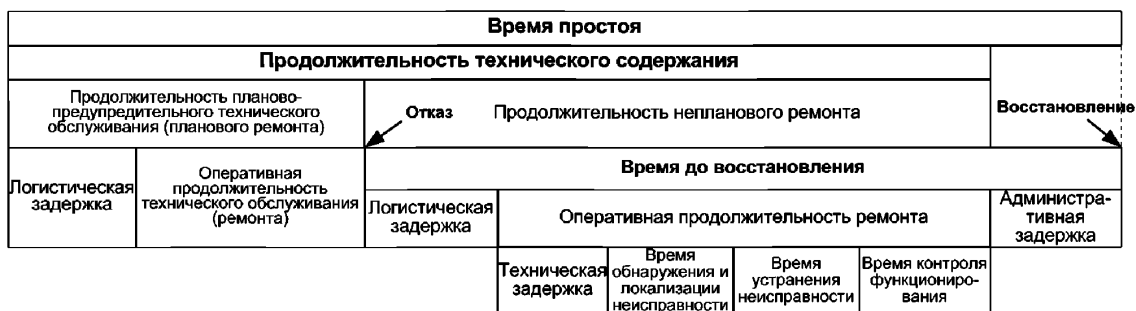 Время простоя
Продолжительность технического содержания
Продолжительность планово-
предупредительного технического
обслуживания (планового ремонта)
Отказ
Продолжительность непланового ремонта
Восстановление
Логистическая
задержка
Оперативная
продолжительность
технического обслуживания
(ремонта)
Время до восстановления
Логистическая
задержка
Оперативная продолжительность ремонта
Администра-
тивная
задержка
Техническая
задержка
Время
обнаружения и
локализации
неисправности
Время
устранения
неисправности
Время контроля
функциониро-
вания